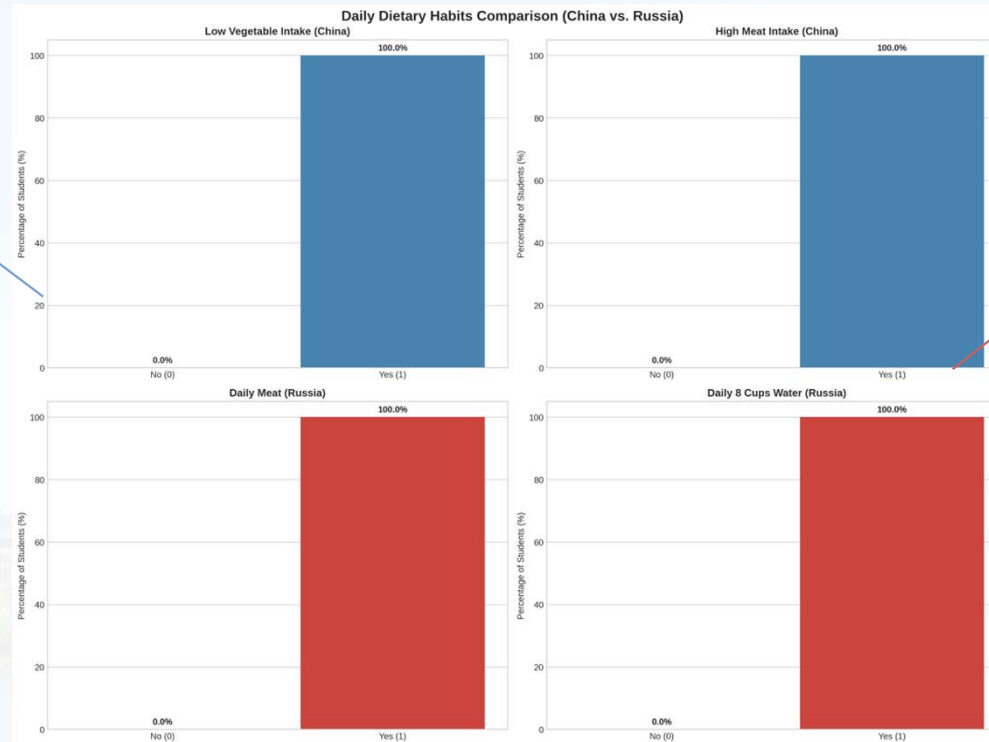 Daily Dietary Habits Comparison (China vs. Russia)
Low Vegetable Intake (China)
Percentage of Students (%)
100
80
60
40
20
0
0.0%
100.0%
No (0)
Yes (1)
High Meat Intake (China)
Percentage of Students (%)
100
80
60
40
20
0
0.0%
100.0%
No (0)
Yes (1)
Daily Meat (Russia)
Percentage of Students (%)
100
80
60
40
20
0
0.0%
100.0%
No (0)
Yes (1)
Daily 8 Cups Water (Russia)
Percentage of Students (%)
100
80
60
40
20
0
0.0%
100.0%
No (0)
Yes (1)